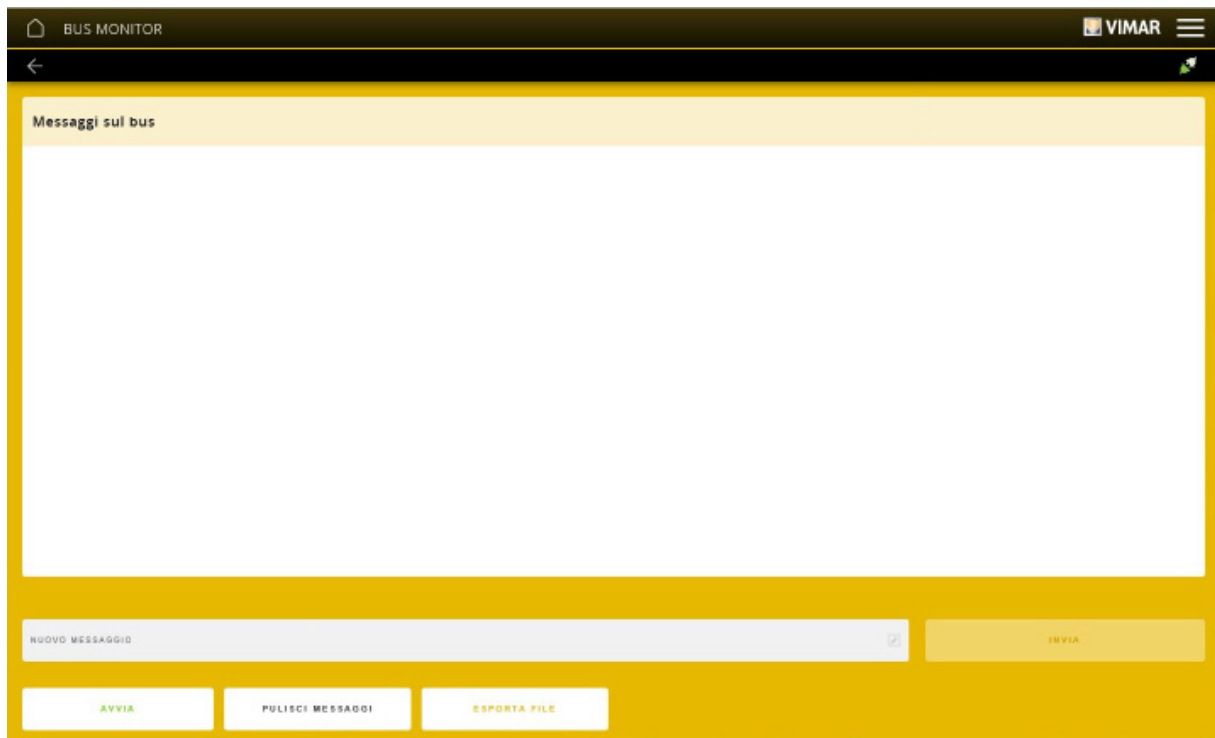 BUS MONITOR
VIMAR
Messaggi sul bus
NUOVO MESSAGGIO
INVIA
AVVIA
PULISCI MESSAGGI
ESPORTA FILE